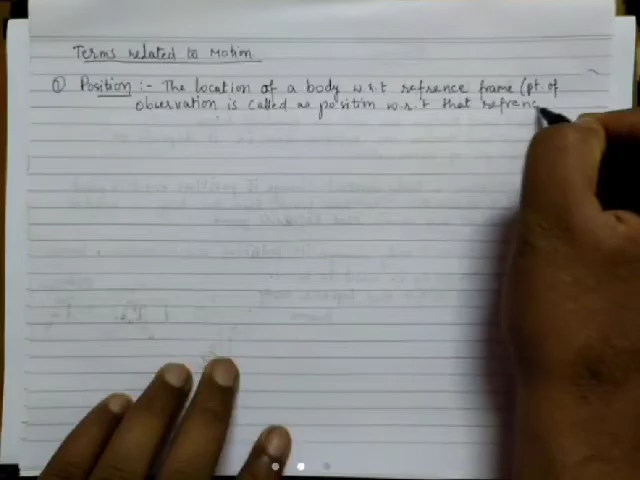 Terms related to Motion
① Position :- The location of a body w.r.t refrence frame (pt. of
observation is called as position w.r.t that refrenc